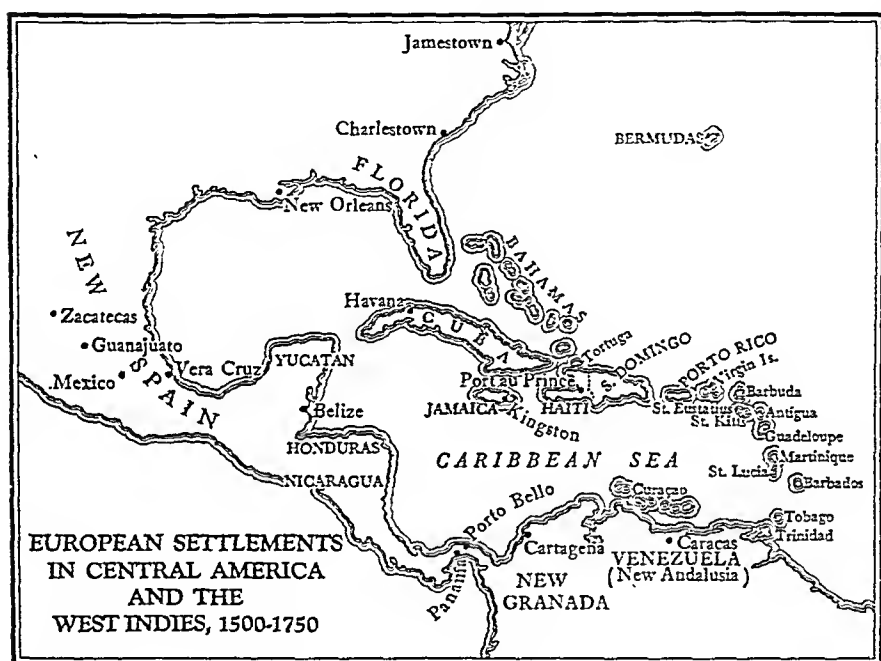 Jamestown
Charlestown
BERMUDAS
FLORIDA
New Orleans
BAHAMAS
NEW SPAIN
Zacatecas
Guanajuato
Mexico
Vera Cruz
YUCATAN
Havana
CUBA
Tortuga
S. DOMINGO
PORTO RICO
Virgin Is.
Port au Prince
HAITI
JAMAICA
Kingston
St. Eustatius
St. Kitts
Barbuda
Antigua
Guadeloupe
Belize
HONDURAS
NICARAGUA
CARIBBEAN SEA
Martinique
St. Lucia
Barbados
Curaçao
Porto Bello
Panama
Cartagena
Caracas
Tobago
Trinidad
VENEZUELA
(New Andalusia)
NEW
GRANADA
EUROPEAN SETTLEMENTS
IN CENTRAL AMERICA
AND THE
WEST INDIES, 1500-1750